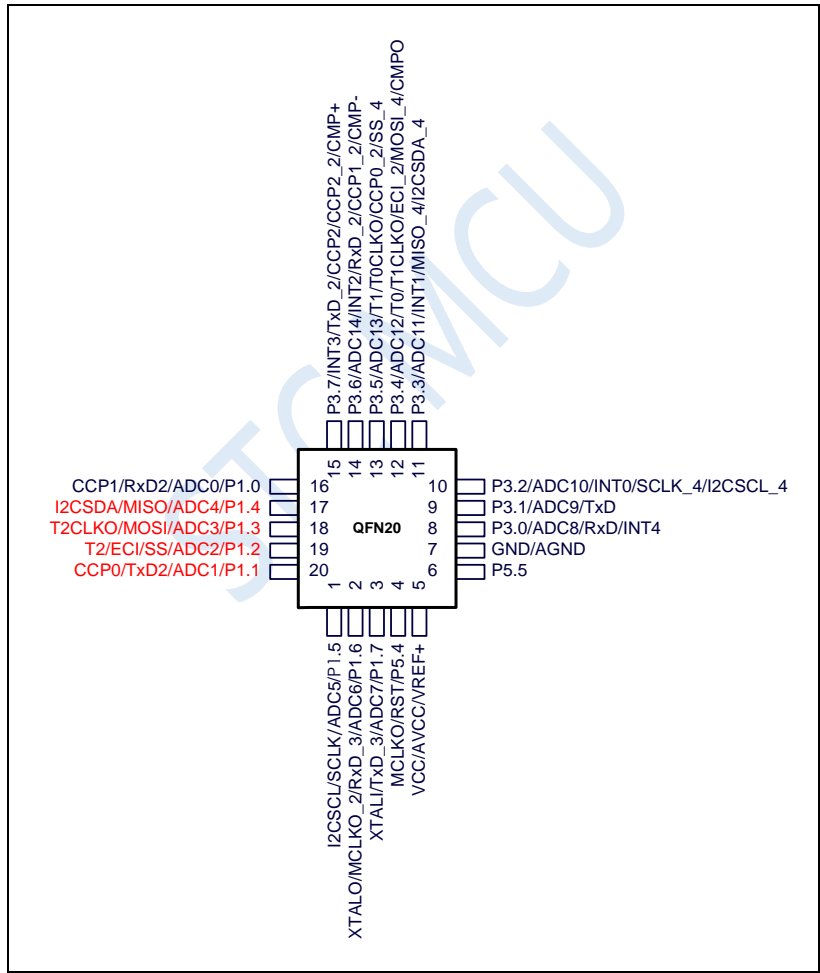 P3.7/INT3/TxD_2/CCP2/CCP2_2/CMP+
P3.6/ADC14/INT2/RxD_2/CCP1_2/CMP-
P3.5/ADC13/T1/T0CLKO/CCP0_2/SS_4
P3.4/ADC12/T0/T1CLKO/ECI_2/MOSI_4/CMPO
P3.3/ADC11/INT1/MISO_4/I2CSDA_4
STCMCU
15 14 13 12 11
CCP1/RxD2/ADC0/P1.0 16
I2CSDA/MISO/ADC4/P1.4 17
T2CLKO/MOSI/ADC3/P1.3 18
T2/ECI/SS/ADC2/P1.2 19
CCP0/TxD2/ADC1/P1.1 20
QFN20
10 P3.2/ADC10/INT0/SCLK_4/I2CSCL_4
9 P3.1/ADC9/TxD
8 P3.0/ADC8/RxD/INT4
7 GND/AGND
6 P5.5
1 2 3 4 5
I2CSCL/SCLK/ADC5/P1.5
XTALO/MCLKO_2/RxD_3/ADC6/P1.6
XTALI/TxD_3/ADC7/P1.7
MCLKO/RST/P5.4
VCC/AVCC/VREF+